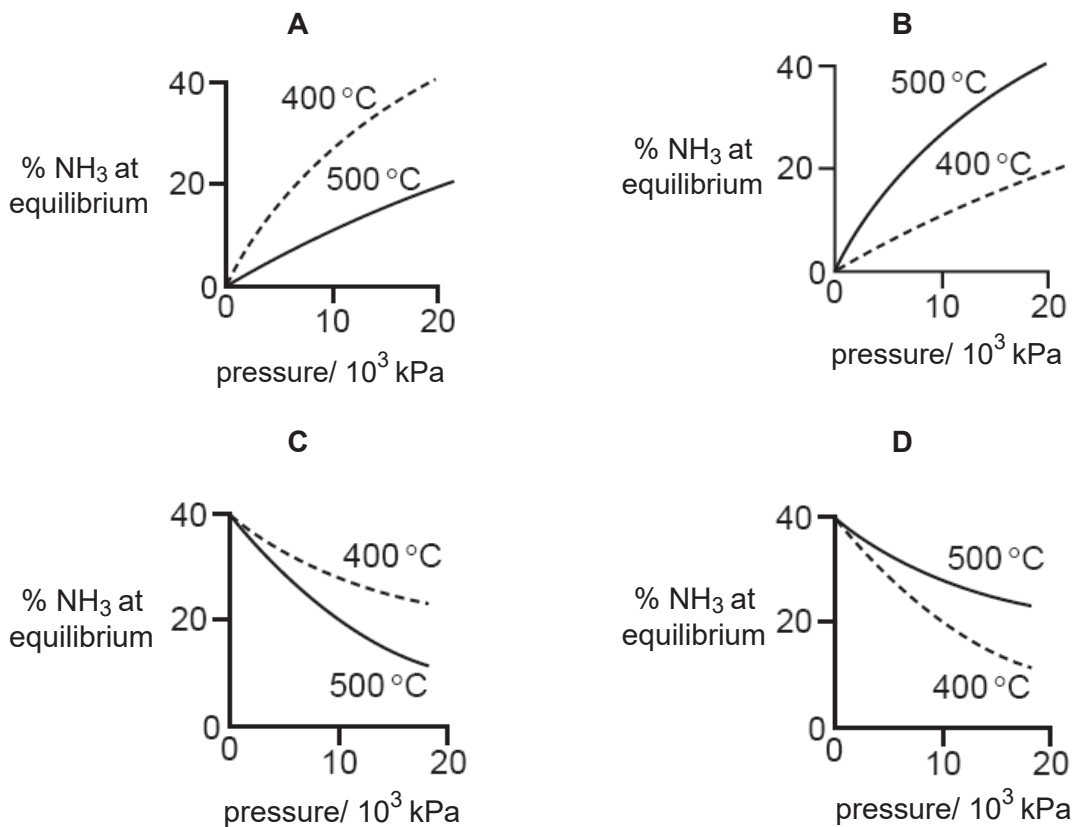 A
40
400 °C
% NH₃ at
equilibrium
20
500 °C
0
0
10
20
pressure/ 10³ kPa
B
40
500 °C
% NH₃ at
equilibrium
20
400 °C
0
0
10
20
pressure/ 10³ kPa
C
40
400 °C
% NH₃ at
equilibrium
20
500 °C
0
0
10
20
pressure/ 10³ kPa
D
40
500 °C
% NH₃ at
equilibrium
20
400 °C
0
0
10
20
pressure/ 10³ kPa